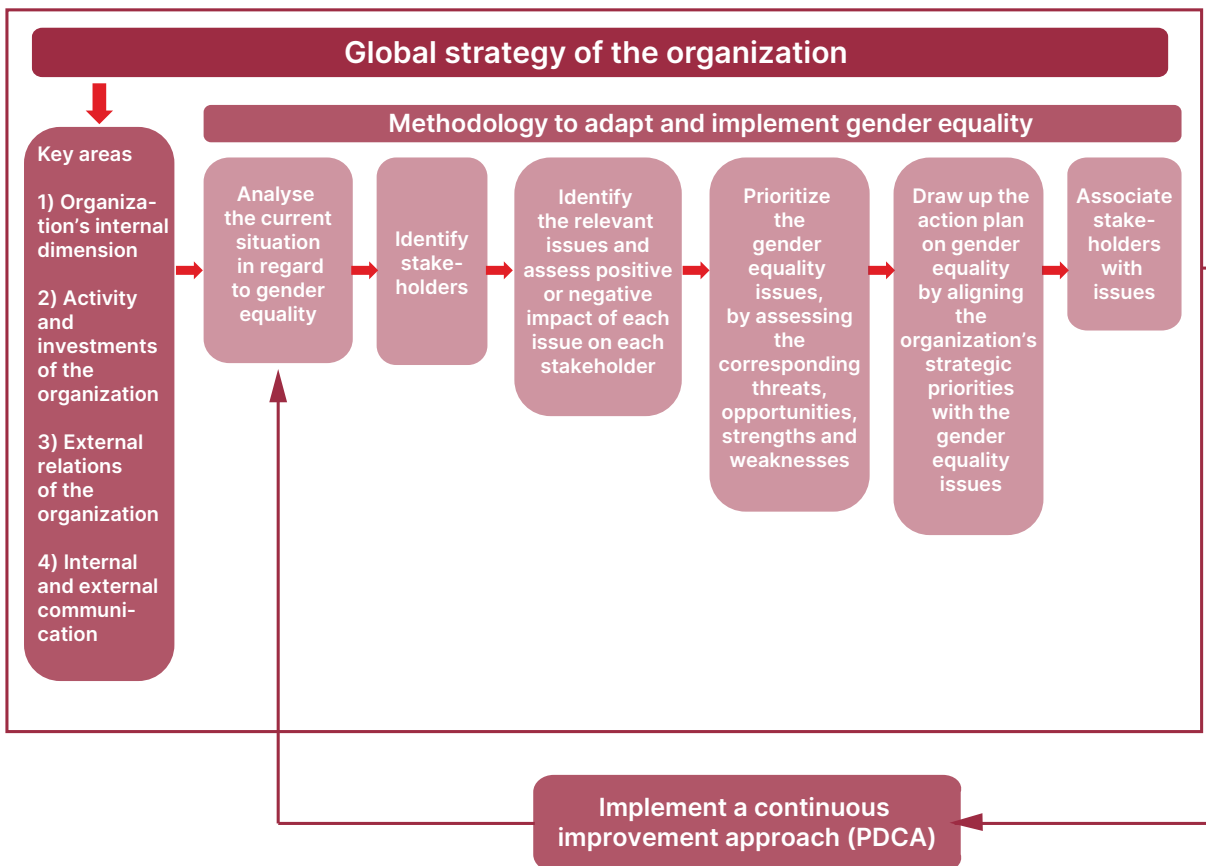 Global strategy of the organization
Methodology to adapt and implement gender equality
Key areas
1) Organiza-
tion’s internal
dimension
2) Activity
and
investments
of the
organization
3) External
relations
of the
organization
4) Internal
and external
communi-
cation
Analyse
the current
situation
in regard
to gender
equality
Identify
stake-
holders
Identify
the relevant
issues and
assess positive
or negative
impact of each
issue on each
stakeholder
Prioritize
the
gender
equality
issues,
by assessing
the
corresponding
threats,
opportunities,
strengths and
weaknesses
Draw up the
action plan
on gender
equality
by aligning
the
organization’s
strategic
priorities
with the
gender
equality
issues
Associate
stake-
holders
with
issues
Implement a continuous
improvement approach (PDCA)